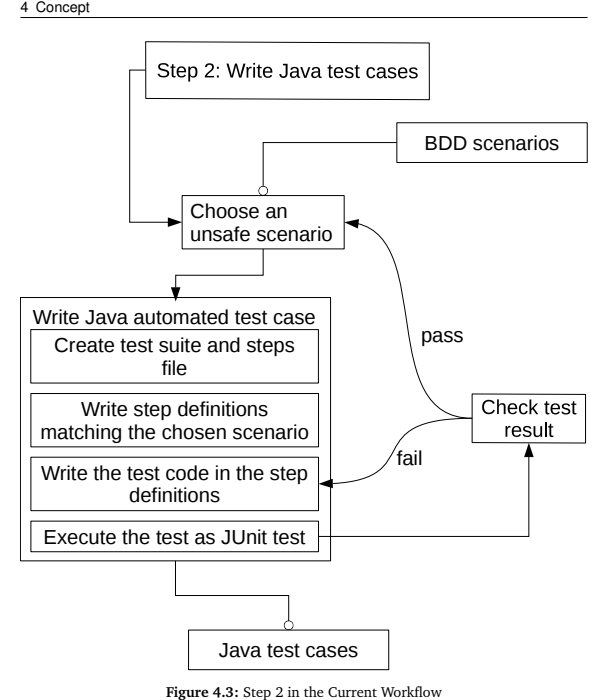 4 Concept
Step 2: Write Java test cases
BDD scenarios
Choose an
unsafe scenario
Write Java automated test case
Create test suite and steps
file
pass
Write step definitions
matching the chosen scenario
Check test
result
fail
Write the test code in the step
definitions
Execute the test as JUnit test
Java test cases
Figure 4.3: Step 2 in the Current Workflow